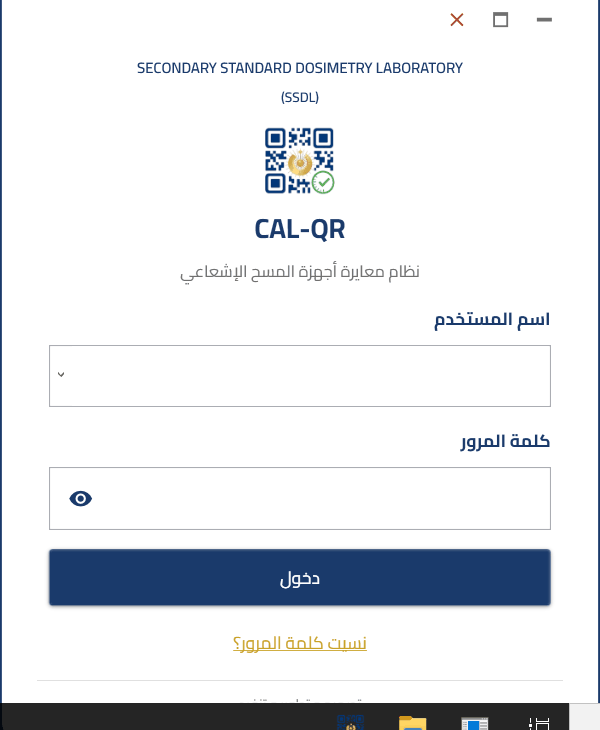 SECONDARY STANDARD DOSIMETRY LABORATORY
(SSDL)
CAL-QR
نظام معايرة أجهزة المسح الإشعاعي
اسم المستخدم
كلمة المرور
دخول
نسيت كلمة المرور؟